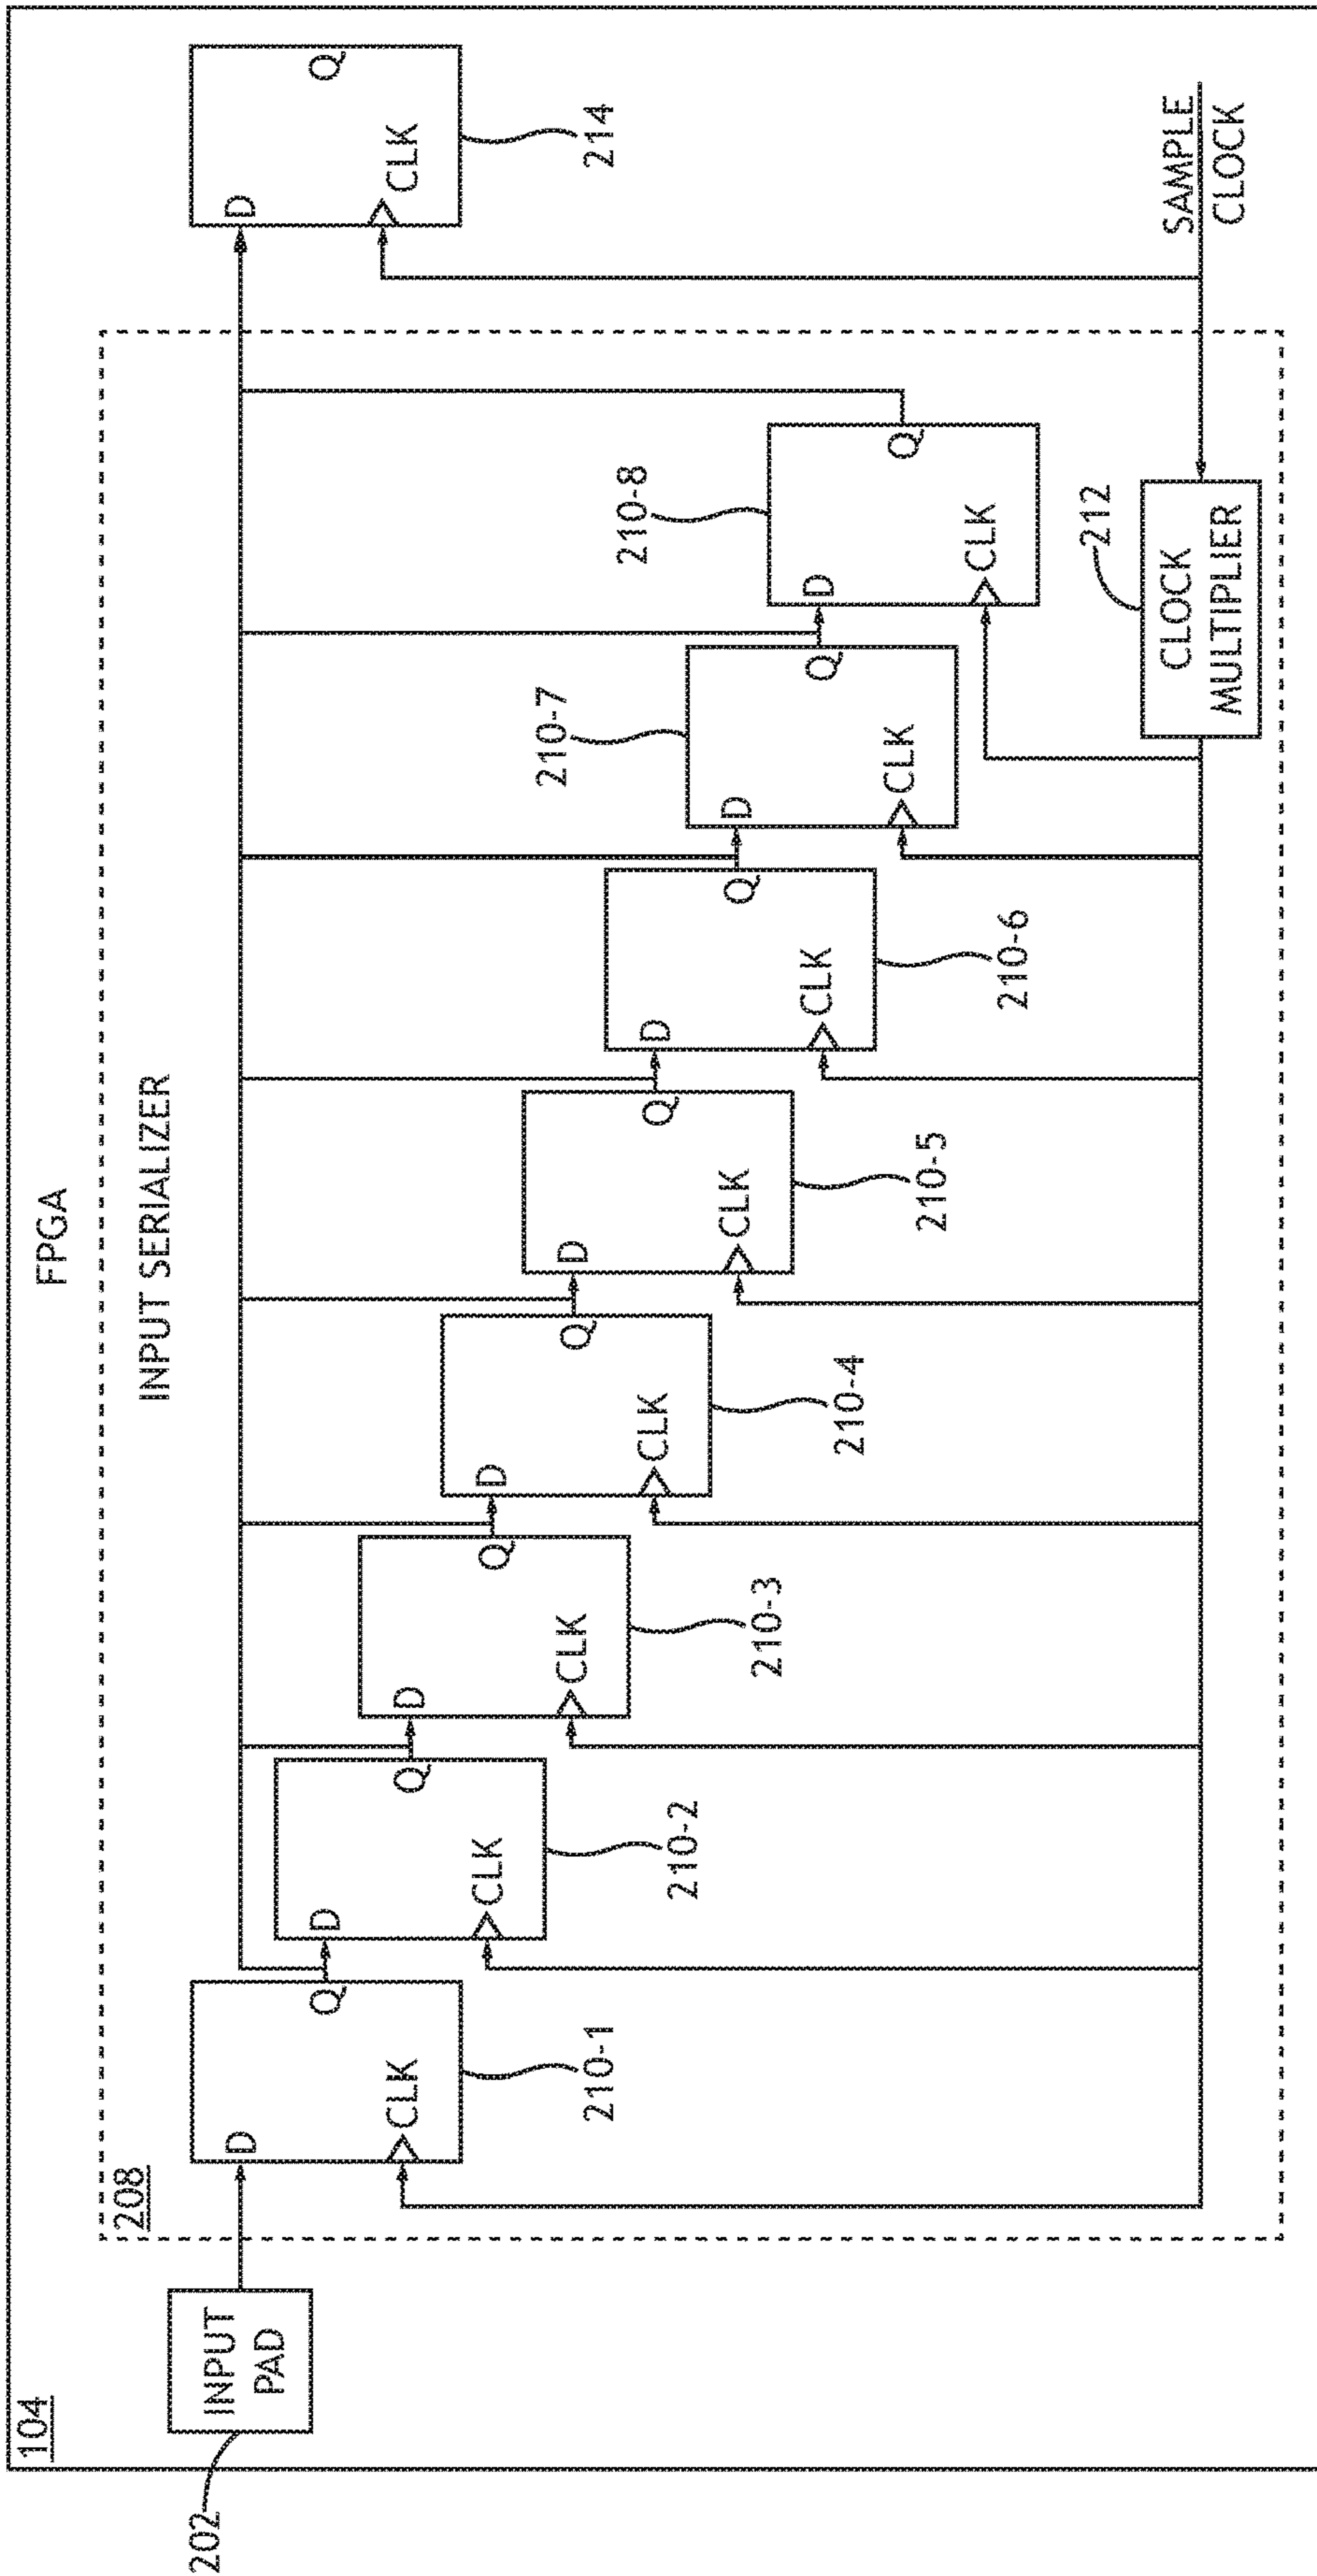 104
FPGA
208
INPUT SERIALIZER
202
INPUT
PAD
D
Q
CLK
210-1
D
Q
CLK
210-2
D
Q
CLK
210-3
D
Q
CLK
210-4
D
Q
CLK
210-5
D
Q
CLK
210-6
D
Q
CLK
210-7
D
Q
CLK
210-8
D
Q
CLK
214
212
CLOCK
MULTIPLIER
SAMPLE
CLOCK